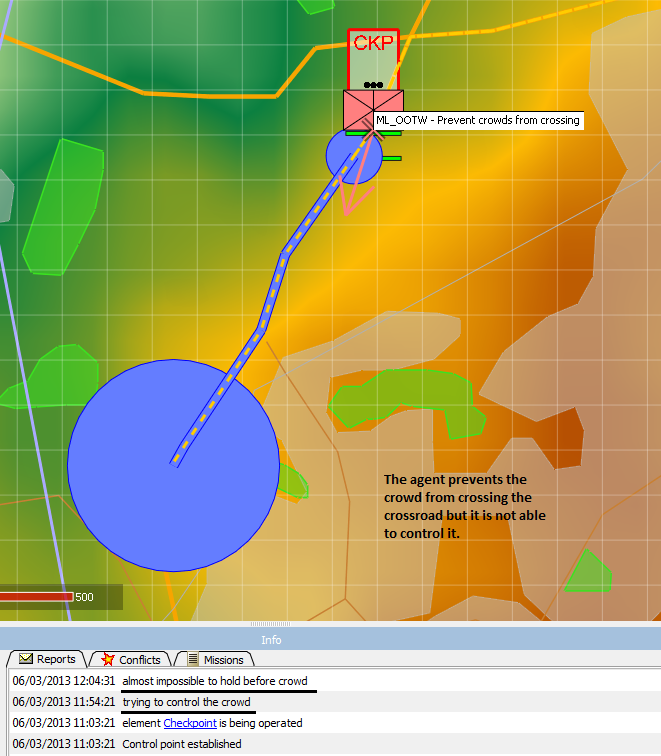 CKP
ML_OOTW - Prevent crowds from crossing
The agent prevents the
crowd from crossing the
crossroad but it is not able
to control it.
500
Info
Reports Conflicts Missions
06/03/2013 12:04:31 almost impossible to hold before crowd
06/03/2013 11:54:21 trying to control the crowd
06/03/2013 11:03:21 element Checkpoint is being operated
06/03/2013 11:03:21 Control point established